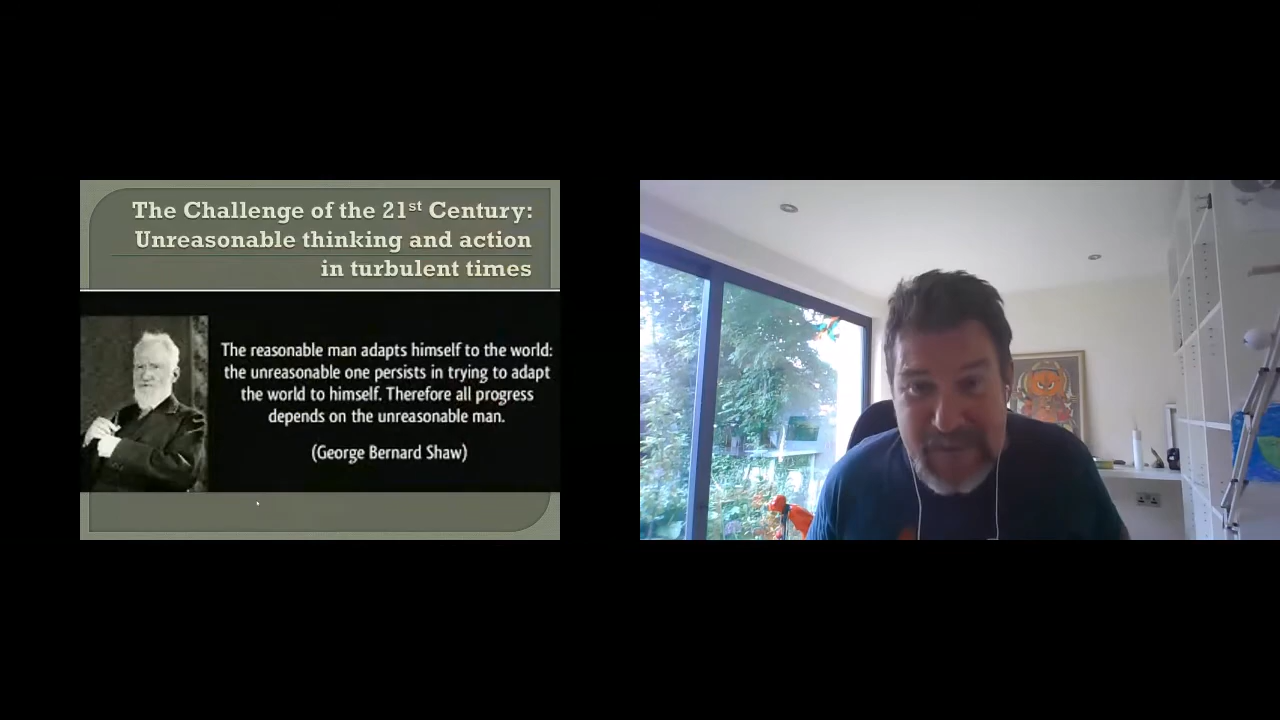 The Challenge of the 21st Century:
Unreasonable thinking and action
in turbulent times
The reasonable man adapts himself to the world:
the unreasonable one persists in trying to adapt
the world to himself. Therefore all progress
depends on the unreasonable man.
(George Bernard Shaw)